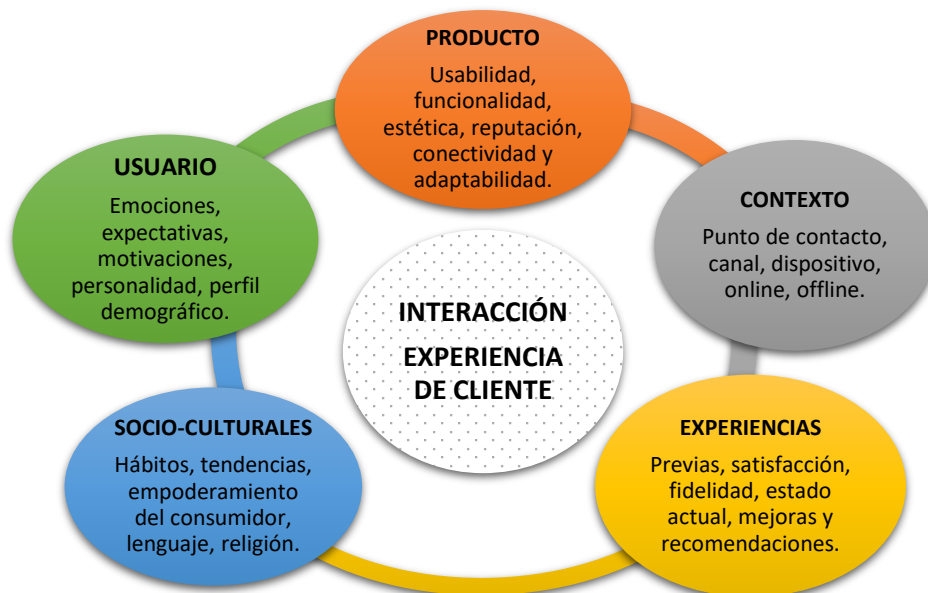 PRODUCTO
Usabilidad,
funcionalidad,
estética, reputación,
conectividad y
adaptabilidad.
USUARIO
Emociones,
expectativas,
motivaciones,
personalidad, perfil
demográfico.
CONTEXTO
Punto de contacto,
canal, dispositivo,
online, offline.
INTERACCIÓN
EXPERIENCIA
DE CLIENTE
SOCIO-CULTURALES
Hábitos, tendencias,
empoderamiento
del consumidor,
lenguaje, religión.
EXPERIENCIAS
Previas, satisfacción,
fidelidad, estado
actual, mejoras y
recomendaciones.